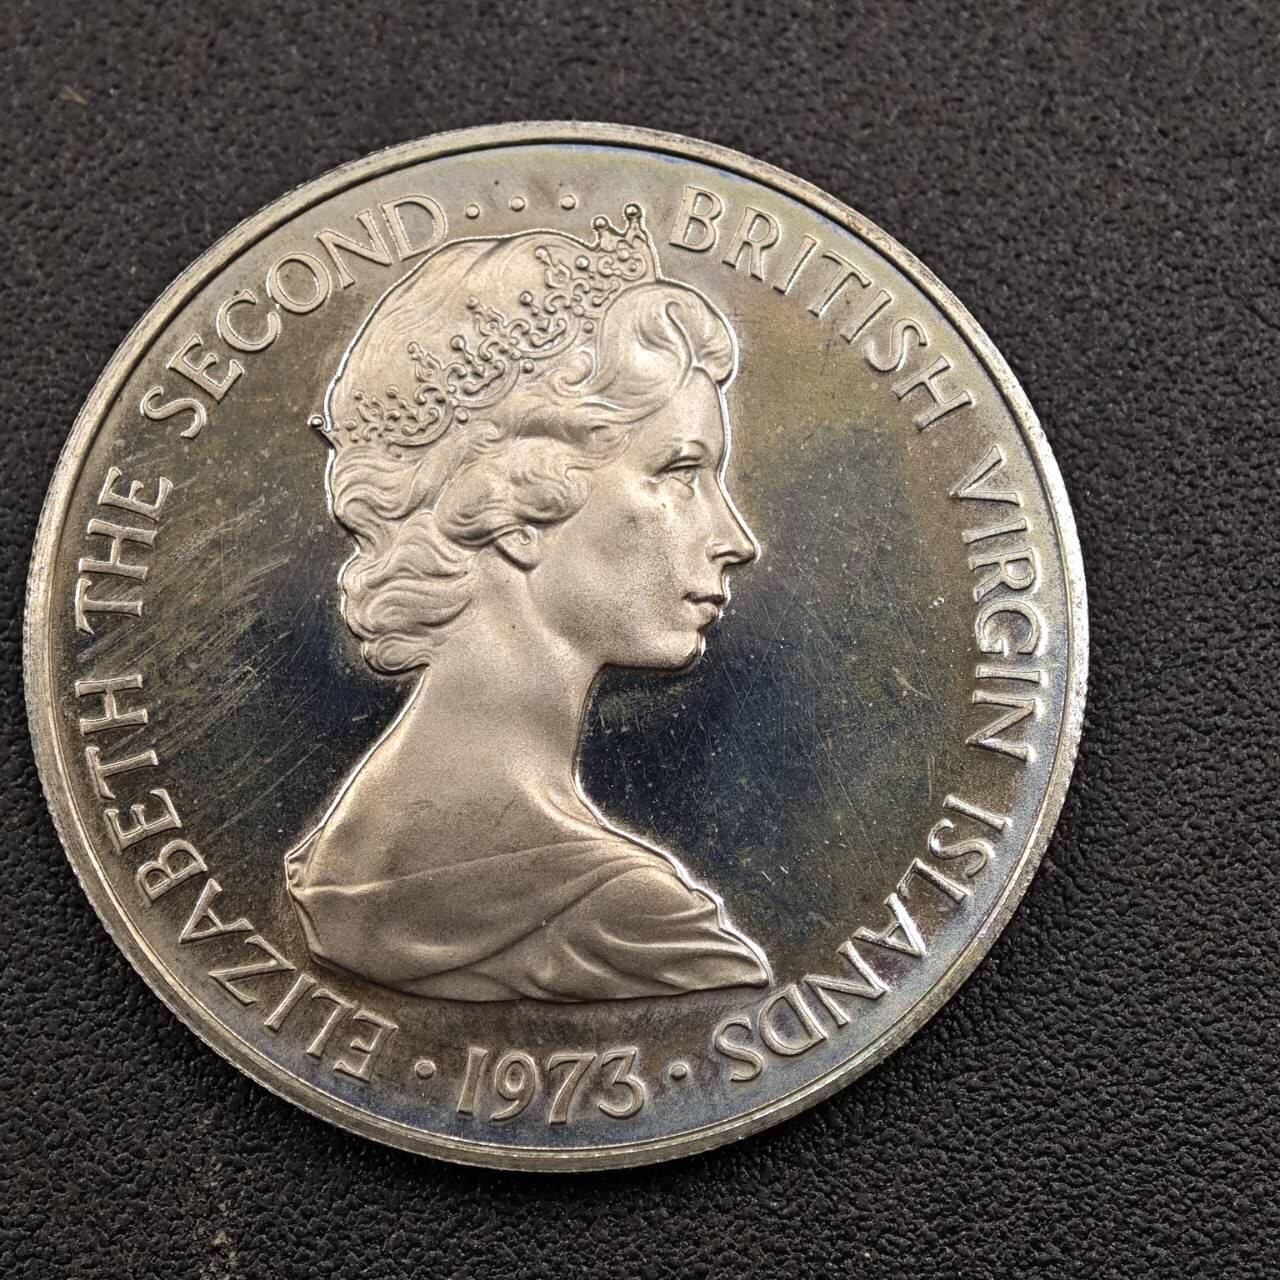 ELIZABETH THE SECOND... BRITISH VIRGIN ISLANDS
· 1973 ·